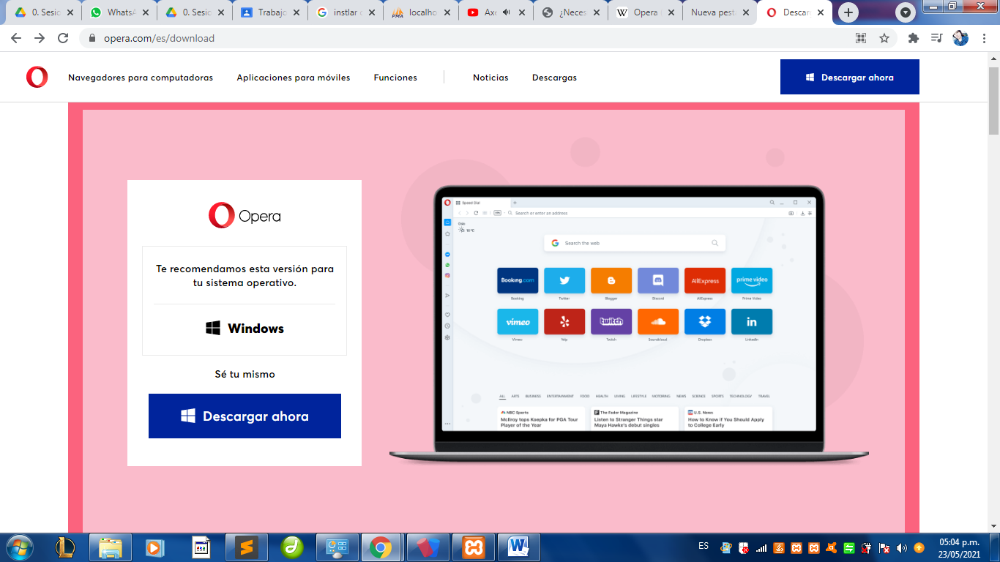 0. Sesic
WhatsA
0. Sesic
Trabajo
instlar
localho
Axe
¿Neces
Opera
Nueva pest
Descar
opera.com/es/download
Navegadores para computadoras
Aplicaciones para móviles
Funciones
Noticias
Descargas
Descargar ahora
Opera
Te recomendamos esta versión para
tu sistema operativo.
Windows
Sé tu mismo
Descargar ahora
Speed Dial
VPN
Search or enter an address
Oslo
16°C
Search the web
Booking.com
AliExpress
prime video
Booking
Twitter
Blogger
Discord
AliExpress
Prime Video
vimeo
twitch
in
Vimeo
Yelp
Twitch
Soundcloud
Dropbox
LinkedIn
ALL ARTS BUSINESS ENTERTAINMENT FOOD HEALTH LIVING LIFESTYLE MOTORING NEWS SCIENCE SPORTS TECHNOLOGY TRAVEL
NBC Sports
McIlroy tops Koepka for PGA Tour
Player of the Year
The Fader Magazine
Listen to Stranger Things star
Maya Hawke's debut singles
U.S. News
How to Know if You Should Apply
to College Early
ES
05:04 p.m.
23/05/2021